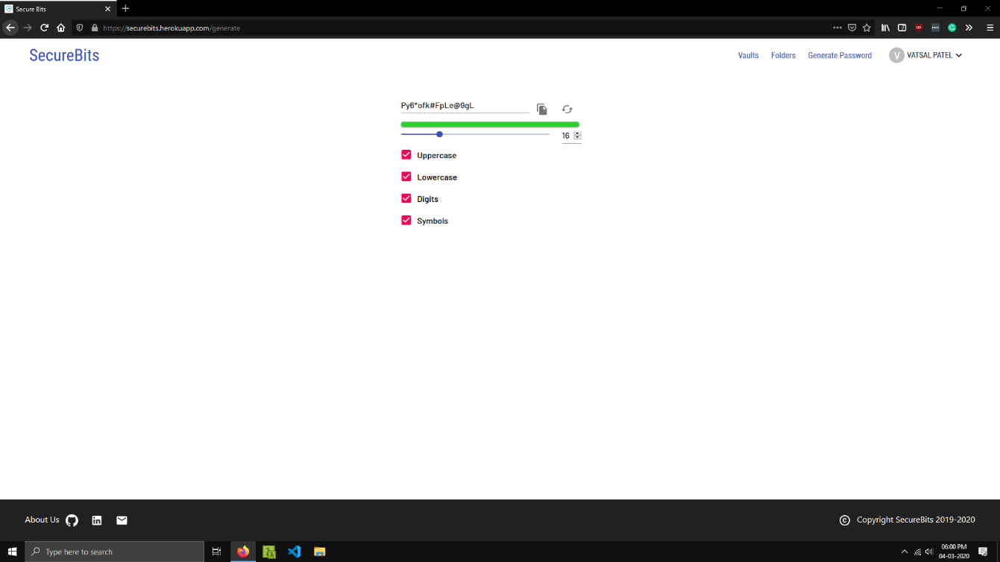 Secure Bits
https://securebits.herokuapp.com/generate
SecureBits
Vaults
Folders
Generate Password
V
VATSAL PATEL
Py6*ofk#FpLe@9gL
16
Uppercase
Lowercase
Digits
Symbols
About Us
Copyright SecureBits 2019-2020
Type here to search
06:00 PM
04-03-2020